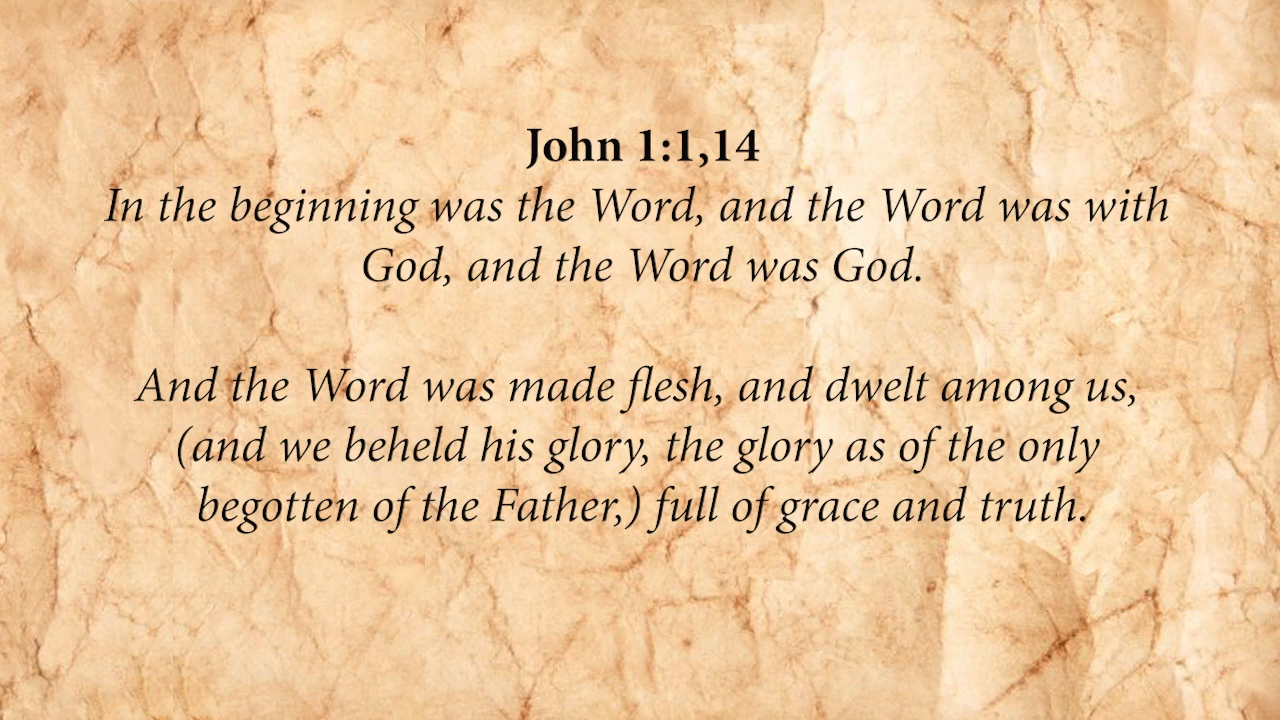 John 1:1,14
In the beginning was the Word, and the Word was with
God, and the Word was God.
And the Word was made flesh, and dwelt among us,
(and we beheld his glory, the glory as of the only
begotten of the Father,) full of grace and truth.